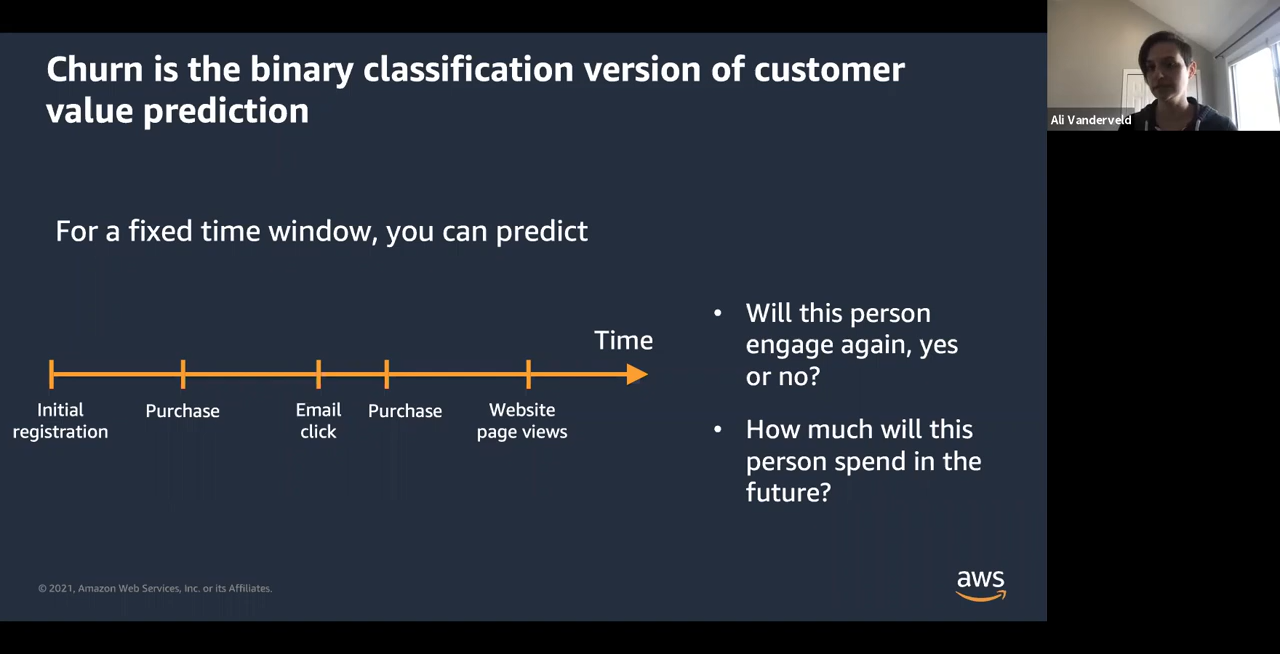 Churn is the binary classification version of customer
value prediction
Ali Vanderveld
For a fixed time window, you can predict
Time
Initial
registration
Purchase
Email
click
Purchase
Website
page views
• Will this person
engage again, yes
or no?
• How much will this
person spend in the
future?
© 2021, Amazon Web Services, Inc. or its Affiliates.
aws